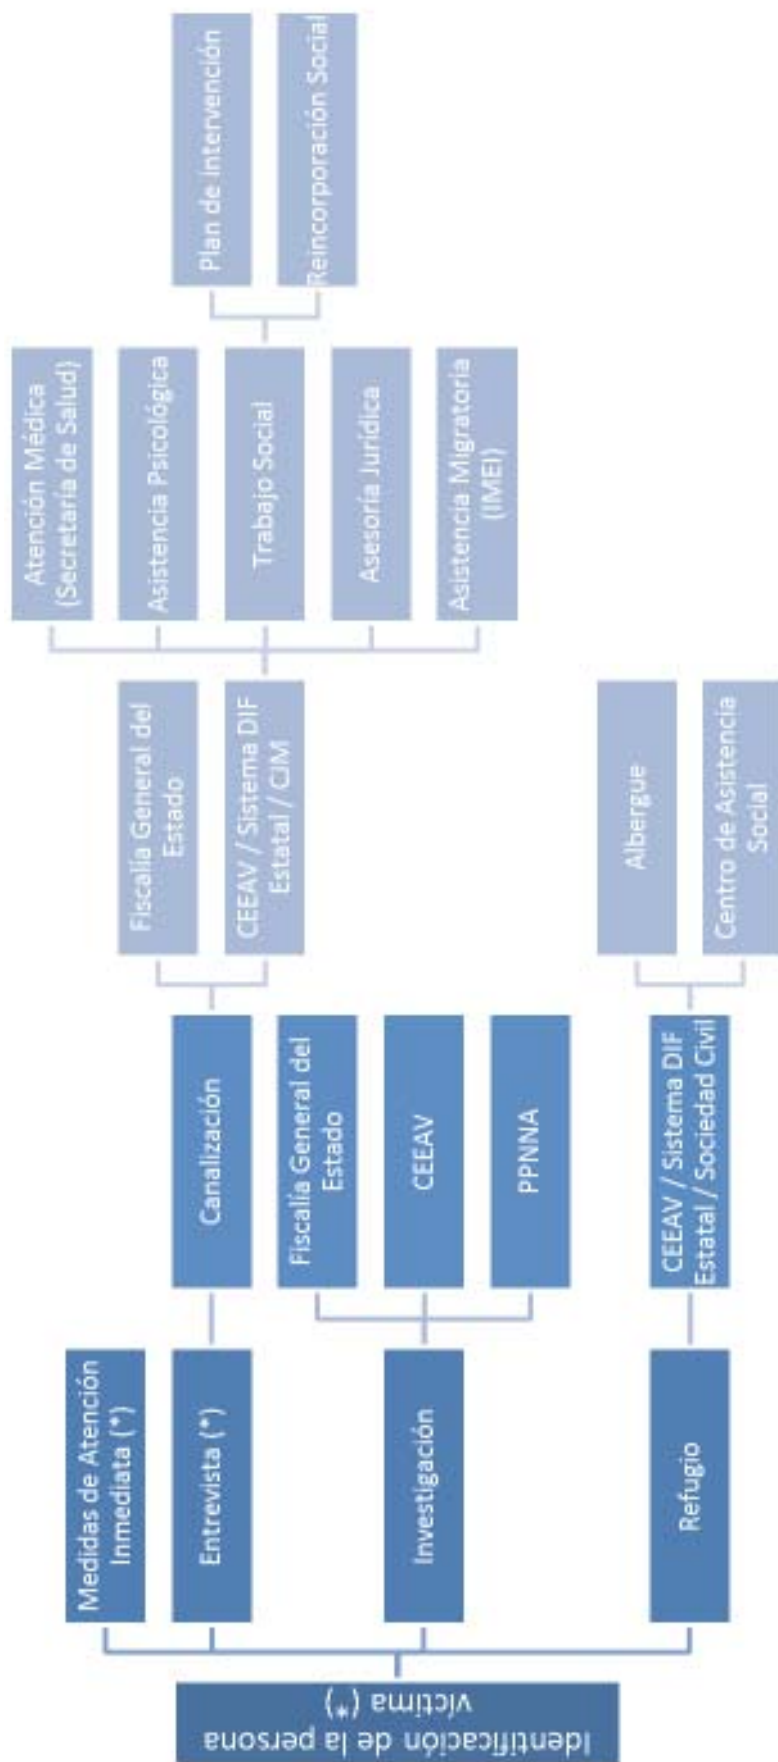 Identificación de la persona
víctima (*)
Medidas de Atención
Inmediata (*)
Entrevista (*)
Investigación
Refugio
Canalización
Fiscalía General del
Estado
CEEAV
PPNNA
CEEAV / Sistema DIF
Estatal / Sociedad Civil
Fiscalía General del
Estado
CEEAV / Sistema DIF
Estatal / CJM
Albergue
Centro de Asistencia
Social
Atención Médica
(Secretaría de Salud)
Asistencia Psicológica
Trabajo Social
Asesoría Jurídica
Asistencia Migratoria
(IMEI)
Plan de Intervención
Reincorporación Social